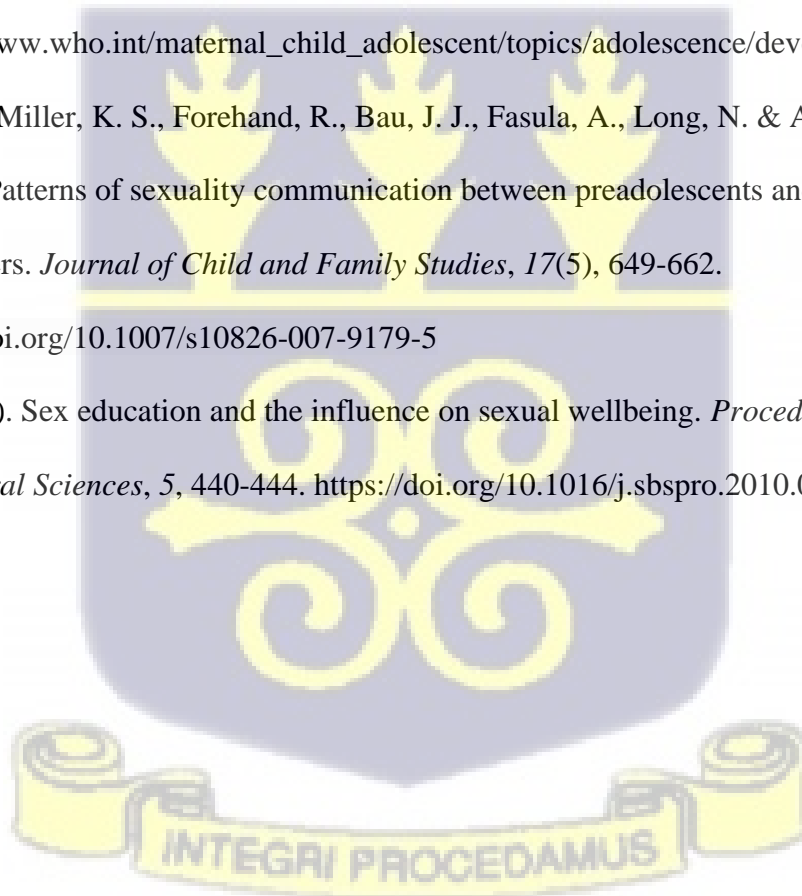 ww.who.int/maternal_child_adolescent/topics/adolescence/dev
Miller, K. S., Forehand, R., Bau, J. J., Fasula, A., Long, N. & A
Patterns of sexuality communication between preadolescents an
ers. Journal of Child and Family Studies, 17(5), 649-662.
oi.org/10.1007/s10826-007-9179-5
). Sex education and the influence on sexual wellbeing. Proced
ral Sciences, 5, 440-444. https://doi.org/10.1016/j.sbspro.2010.0
INTEGRI PROCEDAMUS